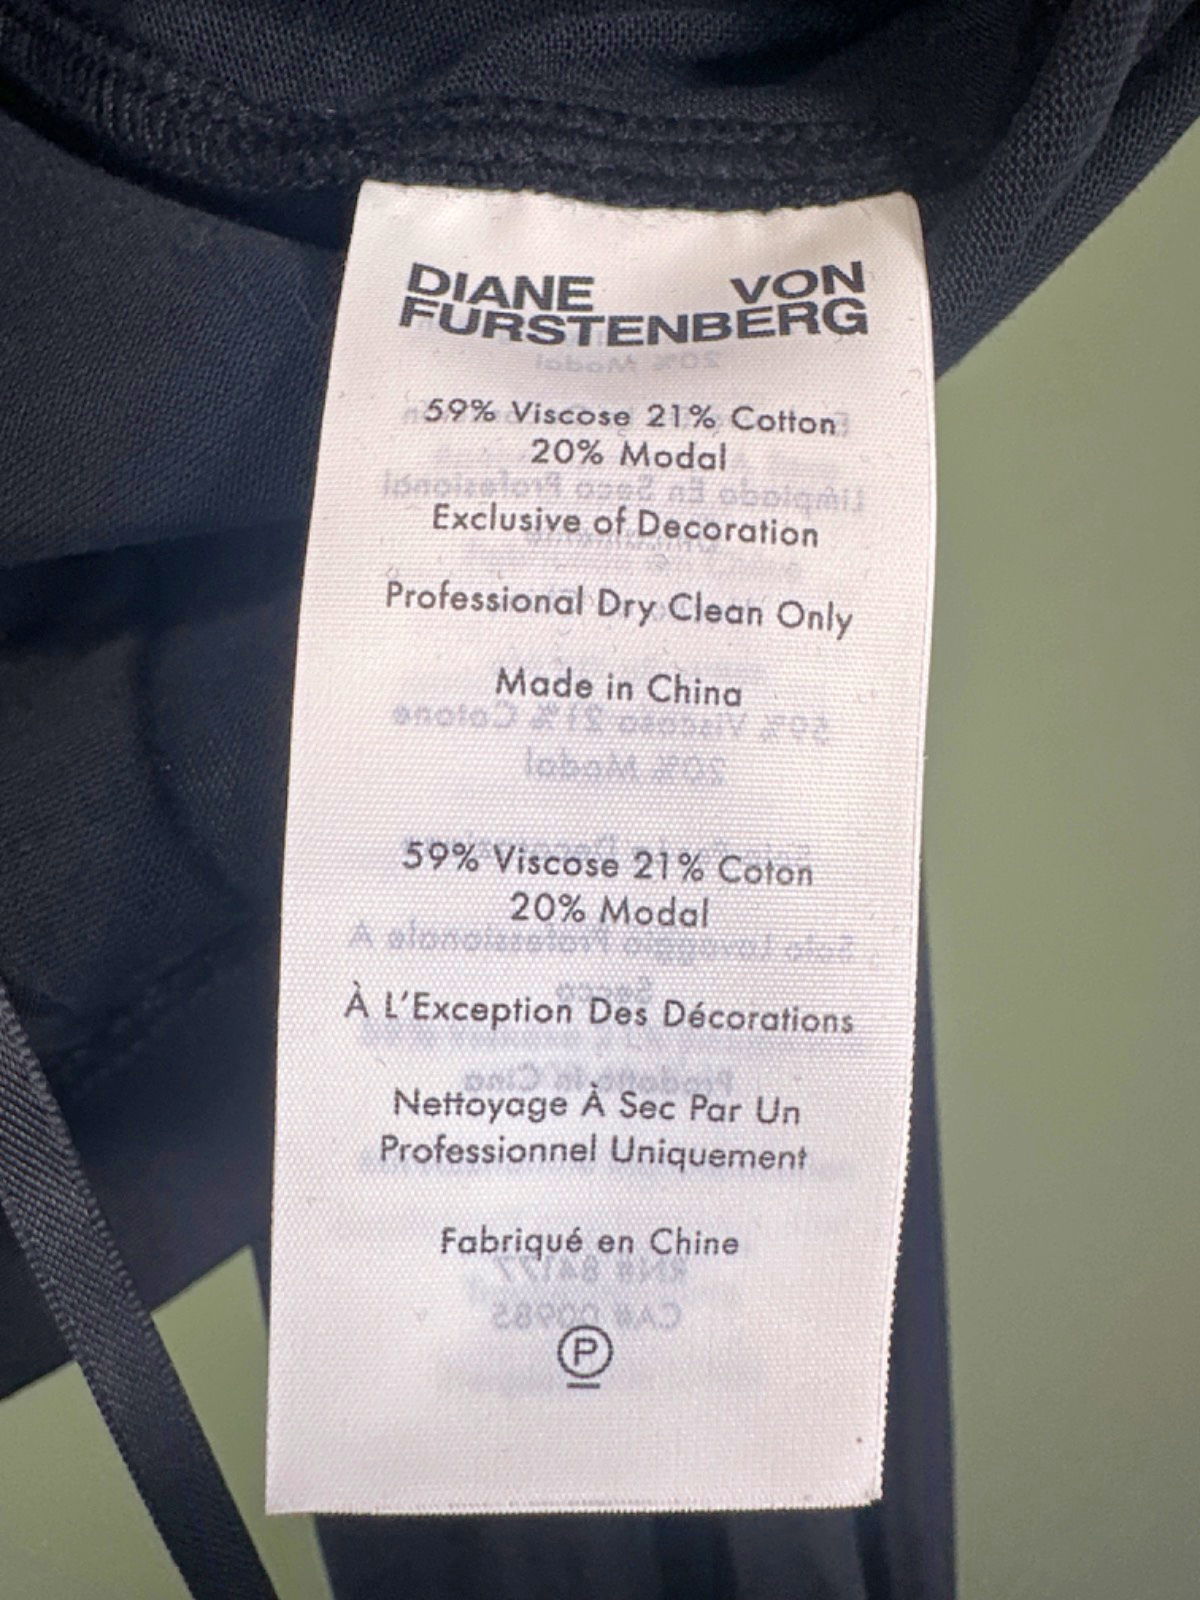 DIANE VON
FURSTENBERG
59% Viscose 21% Cotton
20% Modal
Exclusive of Decoration
Professional Dry Clean Only
Made in China
59% Viscose 21% Coton
20% Modal
À L'Exception Des Décorations
Nettoyage À Sec Par Un
Professionnel Uniquement
Fabriqué en Chine
P